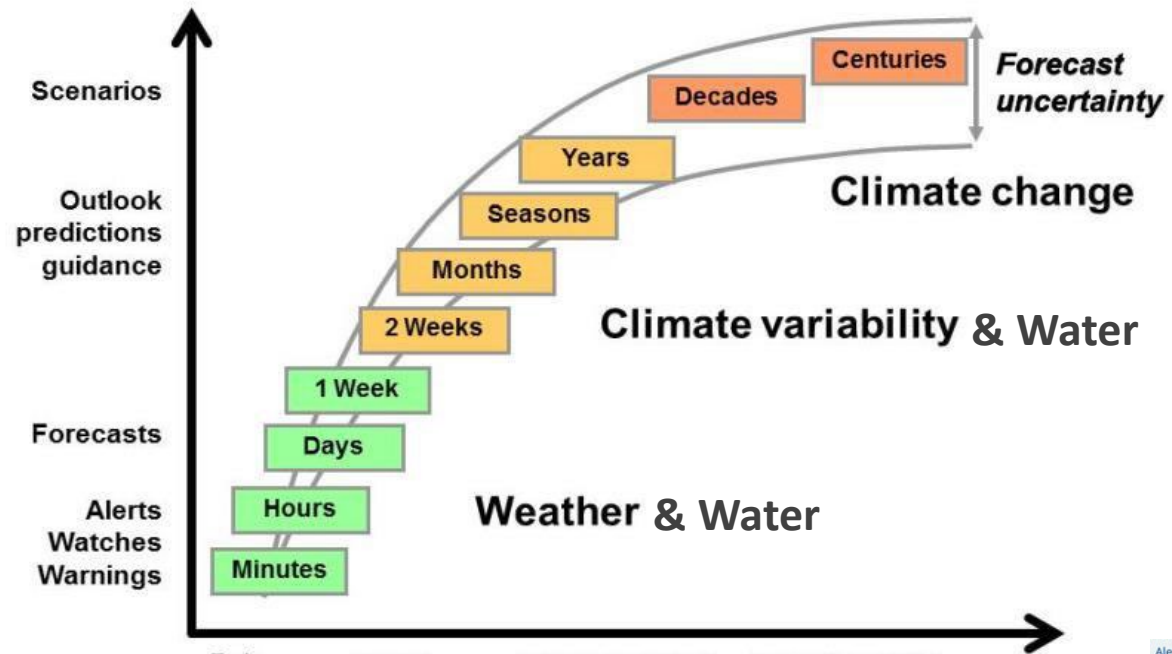 Scenarios
Outlook
predictions
guidance
Forecasts
Alerts
Watches
Warnings
Centuries
Decades
Years
Seasons
Months
2 Weeks
1 Week
Days
Hours
Minutes
Forecast
uncertainty
Climate change
Climate variability & Water
Weather & Water
Ale